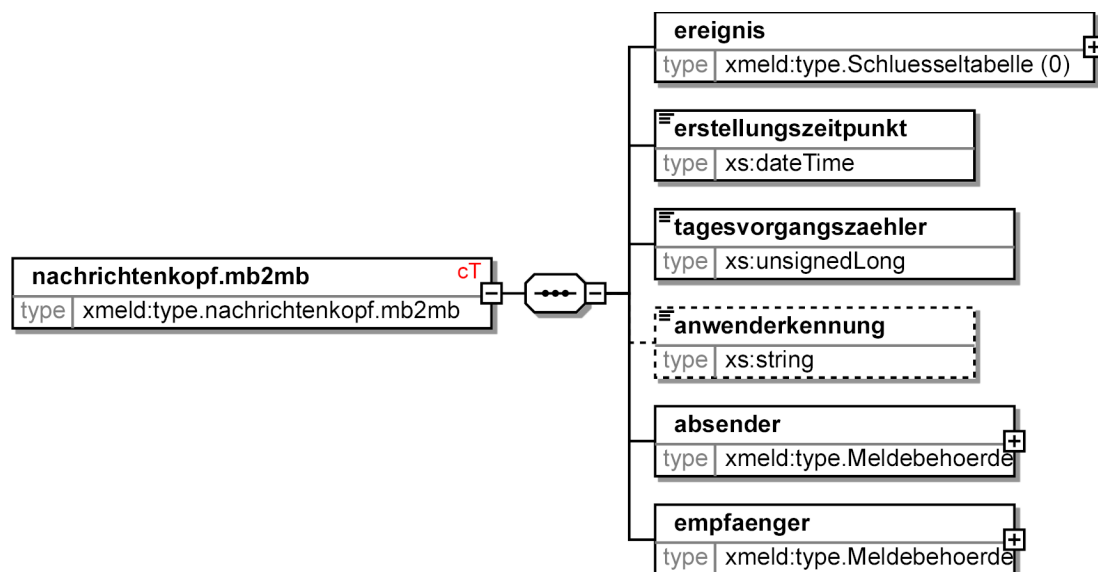 ereignis
type xmeld:type.Schluesseltabelle (0)
erstellungszeitpunkt
type xs:dateTime
tagesvorgangszaehler
type xs:unsignedLong
nachrichtenkopf.mb2mb cT
type xmeld:type.nachrichtenkopf.mb2mb
anwenderkennung
type xs:string
absender
type xmeld:type.Meldebehoerde
empfaenger
type xmeld:type.Meldebehoerde